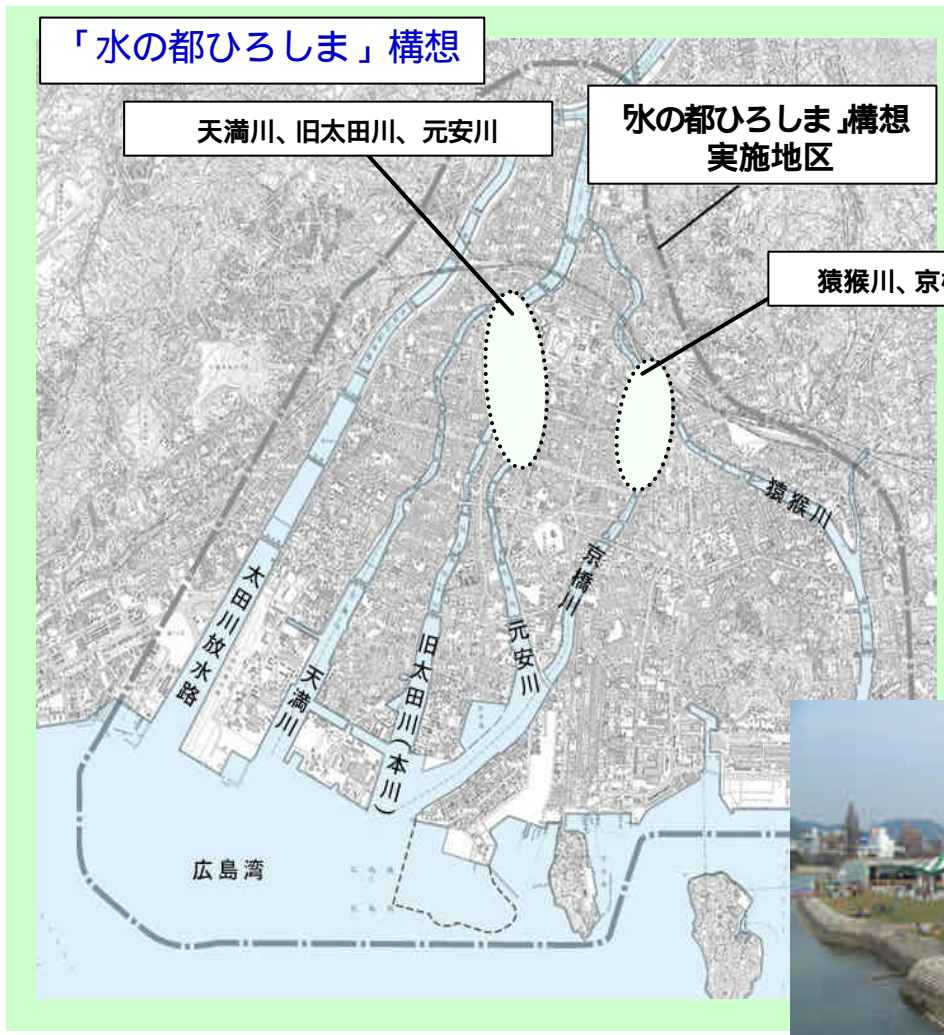 「水の都ひろしま」構想
天満川、旧太田川、元安川
「水の都ひろしま」構想
実施地区
猿猴川、京
猿猴川
京橋川
元安川
旧太田川(本川)
天満川
太田川放水路
広島湾